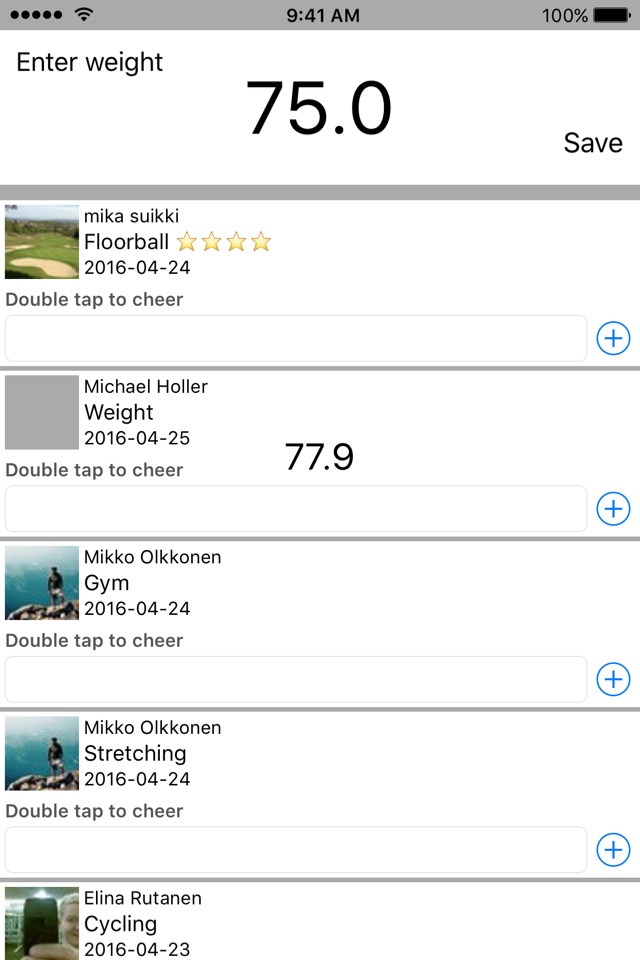 9:41 AM
100%
Enter weight
75.0
Save
mika suikki
Floorball ⭐⭐⭐⭐
2016-04-24
Double tap to cheer
Michael Holler
Weight
2016-04-25
77.9
Double tap to cheer
Mikko Olkkonen
Gym
2016-04-24
Double tap to cheer
Mikko Olkkonen
Stretching
2016-04-24
Double tap to cheer
Elina Rutanen
Cycling
2016-04-23